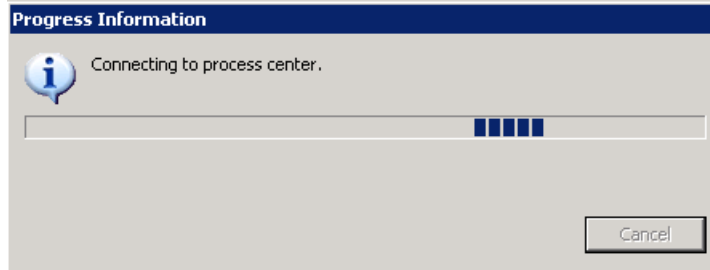 Progress Information
Connecting to process center.
Cancel